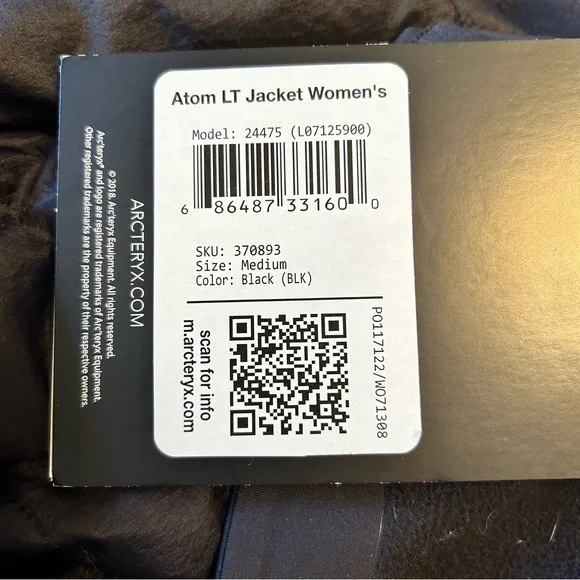 Atom LT Jacket Women's
Model: 24475 (L07125900)
6 86487 33160 0
SKU: 370893
Size: Medium
Color: Black (BLK)
scan for info
m.arcteryx.com
PO117122/WO71308
ARCTERYX.COM
© 2018. Arc'teryx Equipment. All rights reserved.
Arc'teryx® and logo are registered trademarks of Arc'teryx Equipment.
Other registered trademarks are the property of their respective owners.